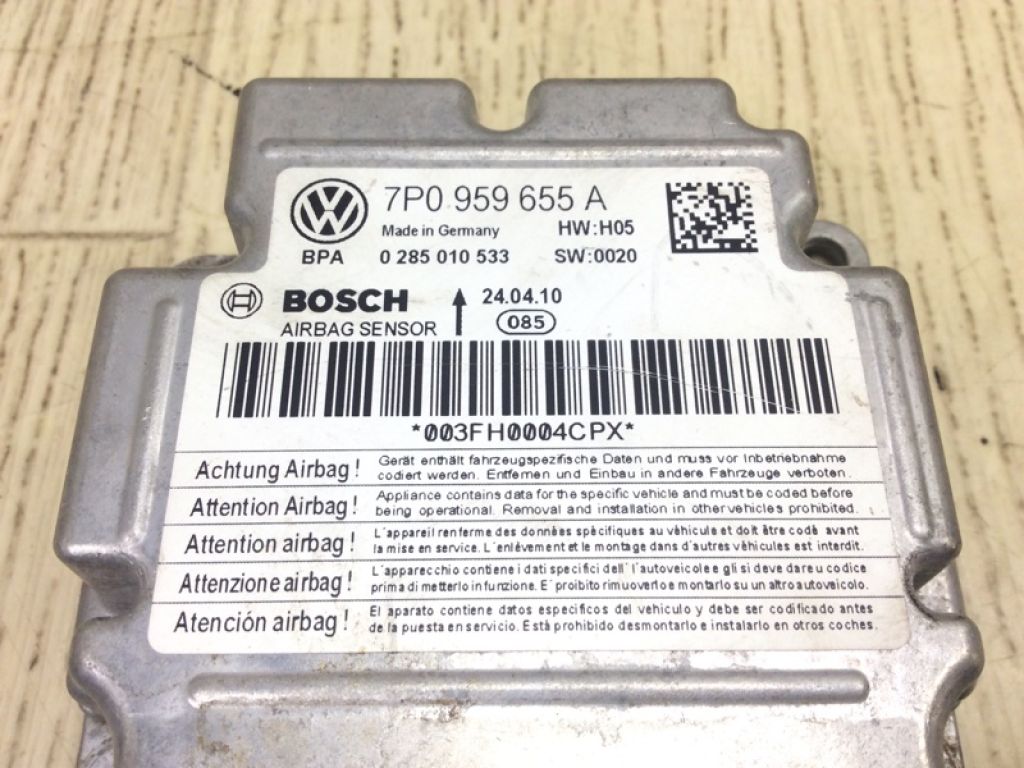 7P0 959 655 A
Made in Germany HW:H05
BPA 0 285 010 533 SW:0020
BOSCH 24.04.10
AIRBAG SENSOR 085
*003FH0004CPX*
Achtung Airbag! Gerät enthält fahrzeugspezifische Daten und muss vor Inbetriebnahme
codiert werden. Entfernen und Einbau in andere Fahrzeuge verboten.
Attention Airbag! Appliance contains data for the specific vehicle and must be coded before
being operational. Removal and installation in other vehicles prohibited.
Attention airbag! L'appareil renferme des données spécifiques au véhicule et doit être codé avant
la mise en service. L'enlèvement et le montage dans d'autres véhicules est interdit.
Attenzione airbag! L'apparecchio contiene i dati specifici dell'l'autoveicolo e gli si deve dare u codice
prima di metterlo in funzione. E' proibito rimuoverlo e montarlo su un altro autoveicolo.
Atención airbag! El aparato contiene datos especificos del vehiculo y debe ser codificado antes
de la puesta en servicio. Está prohibido desmontarlo e instalarlo en otros coches.